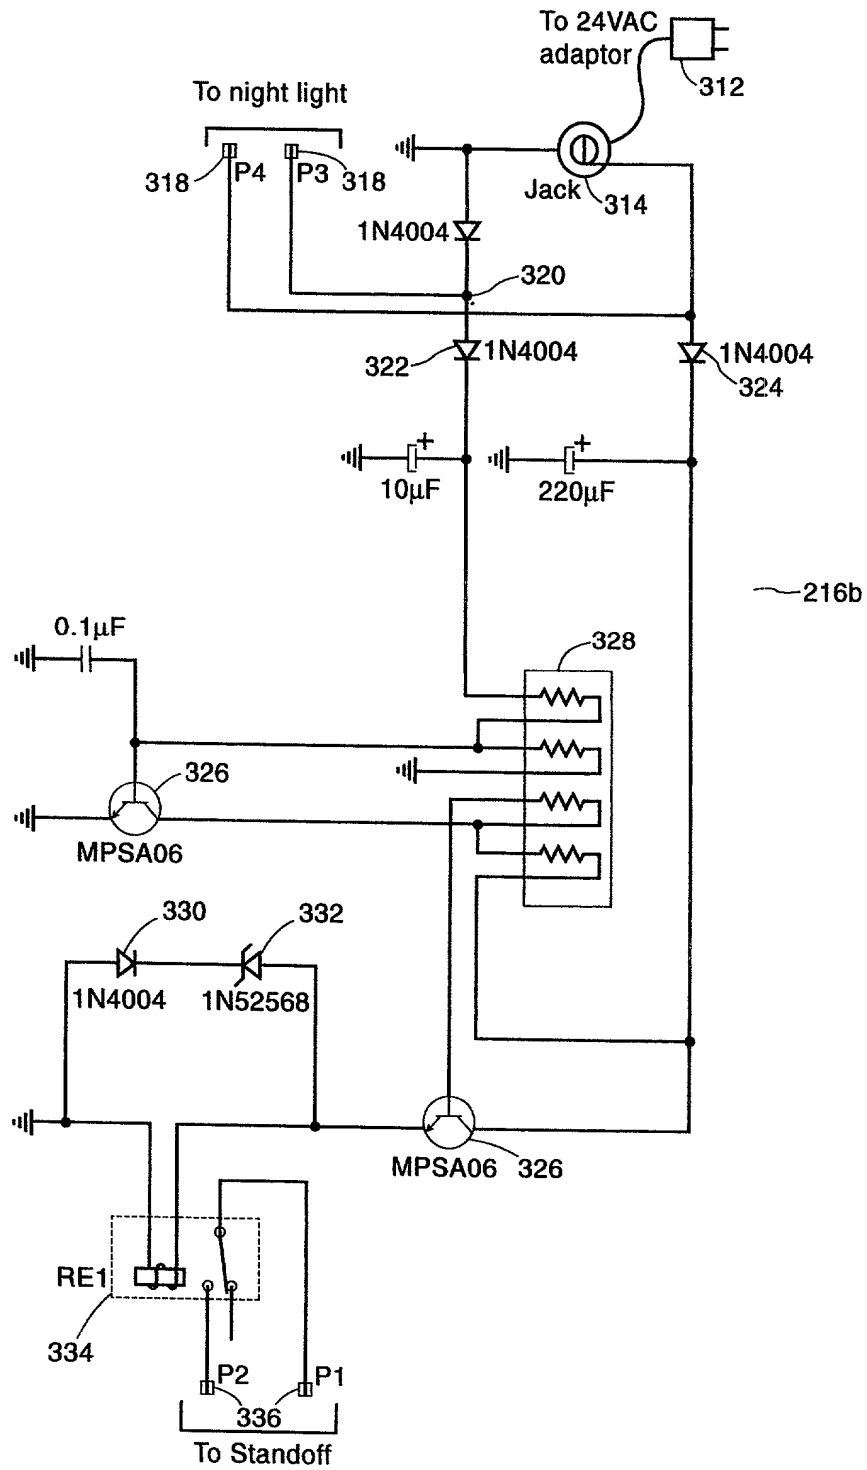 To 24VAC
adaptor
312
To night light
318
P4
P3
318
Jack
314
1N4004
320
322
1N4004
1N4004
324
+
10µF
+
220µF
216b
0.1µF
328
326
MPSA06
330
332
1N4004
1N52568
MPSA06
326
RE1
334
P2
P1
336
To Standoff